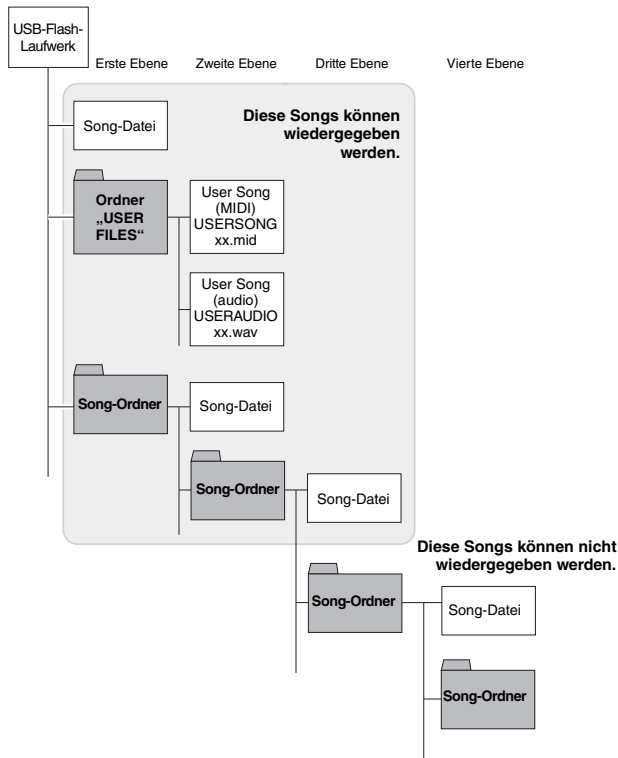 USB-Flash-
Laufwerk
Erste Ebene
Zweite Ebene
Dritte Ebene
Vierte Ebene
Song-Datei
Diese Songs können
wiedergegeben
werden.
Ordner
„USER
FILES“
User Song
(MIDI)
USERSONG
xx.mid
User Song
(audio)
USERAUDIO
xx.wav
Song-Ordner
Song-Datei
Song-Ordner
Song-Datei
Diese Songs können nicht
wiedergegeben werden.
Song-Ordner
Song-Datei
Song-Ordner